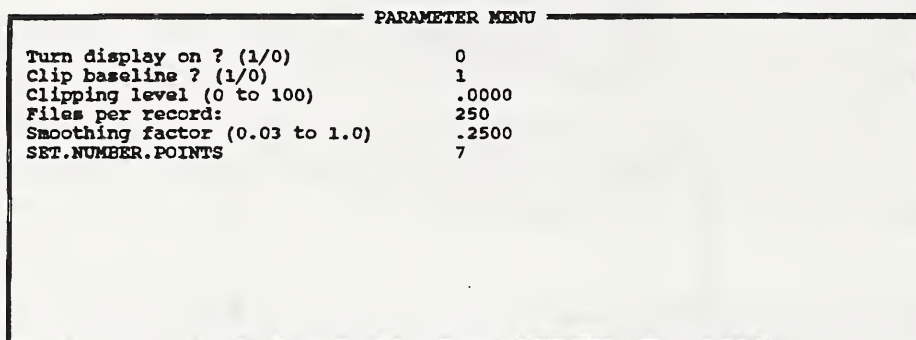 PARAMETER MENU
Turn display on ? (1/0) 0
Clip baseline ? (1/0) 1
Clipping level (0 to 100) .0000
Files per record: 250
Smoothing factor (0.03 to 1.0) .2500
SET.NUMBER.POINTS 7